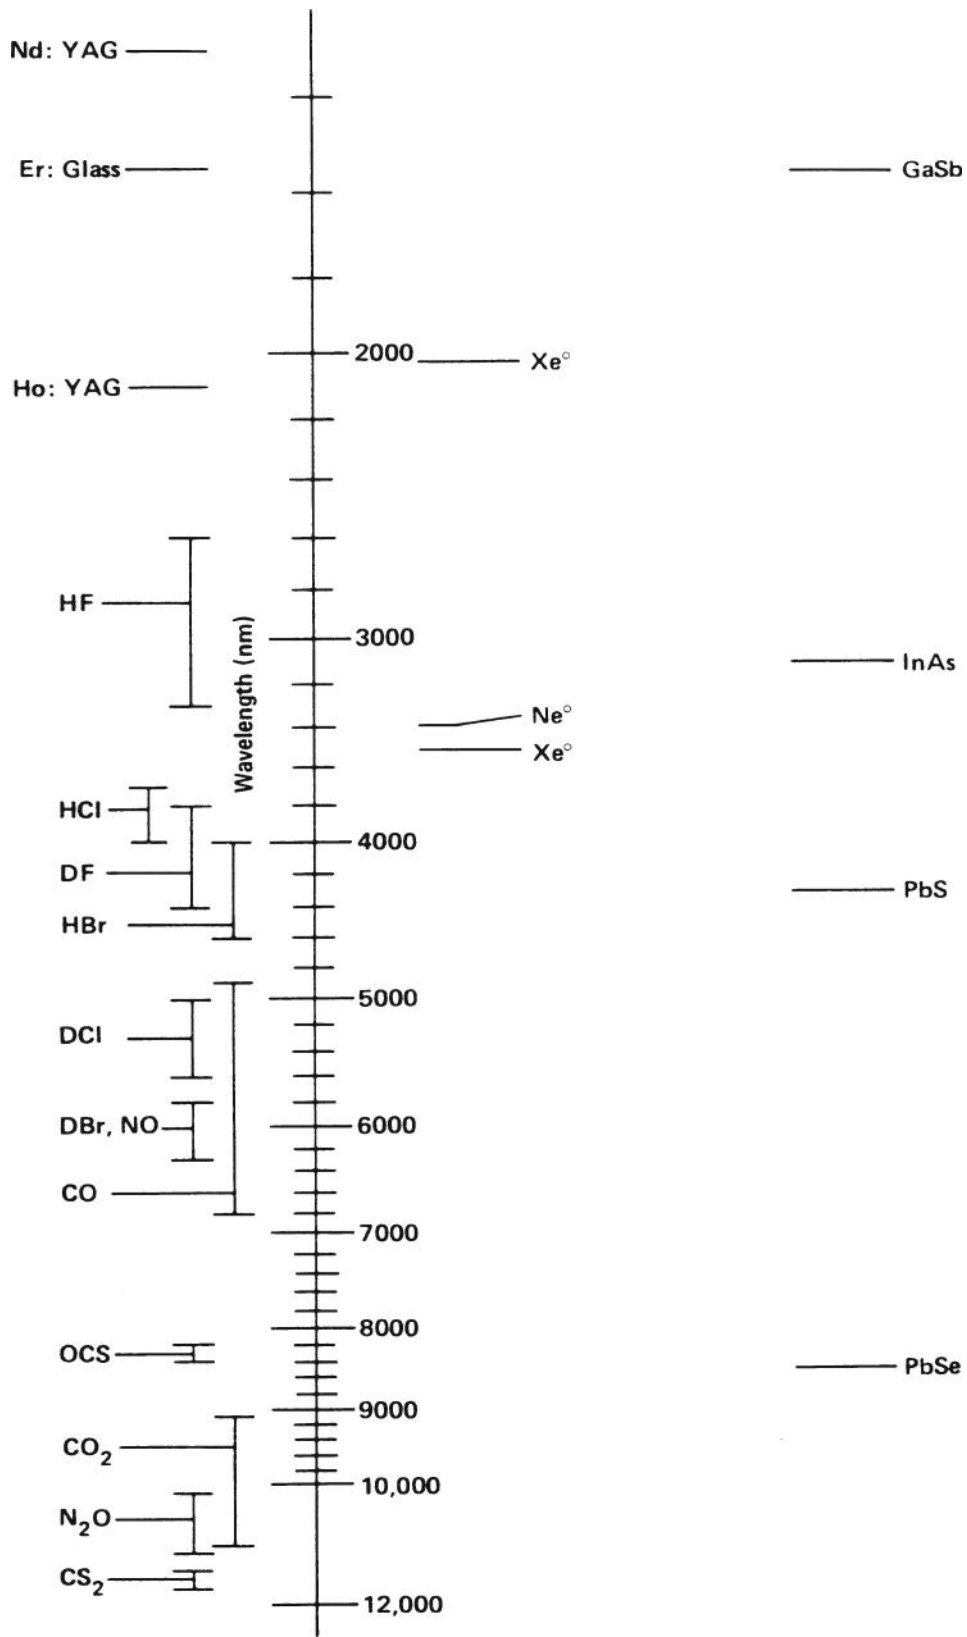 Nd: YAG
Er: Glass
GaSb
2000
Xe°
Ho: YAG
HF
Wavelength (nm)
3000
InAs
Ne°
Xe°
HCl
4000
DF
PbS
HBr
5000
DCl
DBr, NO
6000
CO
7000
8000
OCS
PbSe
9000
CO₂
10,000
N₂O
CS₂
12,000